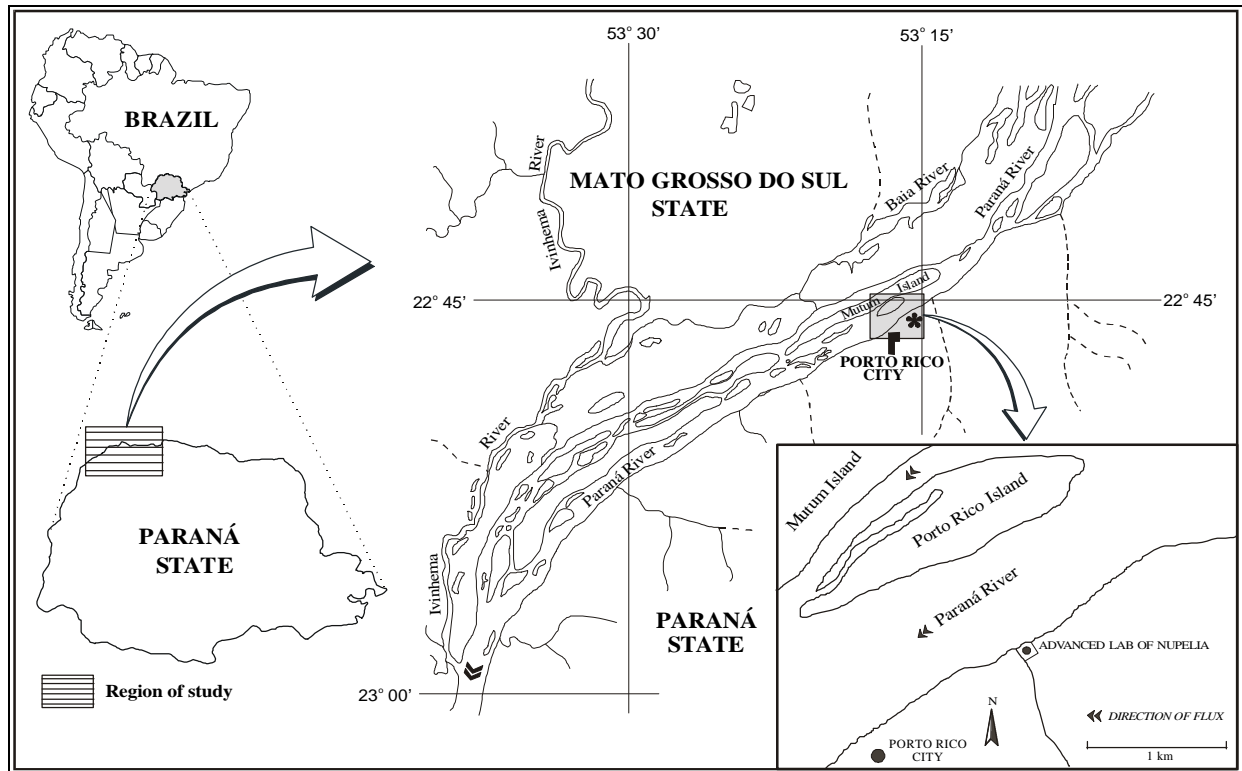 53° 30’
53° 15’
BRAZIL
MATO GROSSO DO SUL
STATE
Ivinhema River
Baia River
Paraná River
22° 45’
22° 45’
Mutum Island
*
PORTO RICO
CITY
Ivinhema River
Paraná River
PARANÁ
STATE
PARANÁ
STATE
Region of study
23° 00’
Mutum Island
Porto Rico Island
Paraná River
ADVANCED LAB OF NUPELIA
N
DIRECTION OF FLUX
PORTO RICO
CITY
1 km